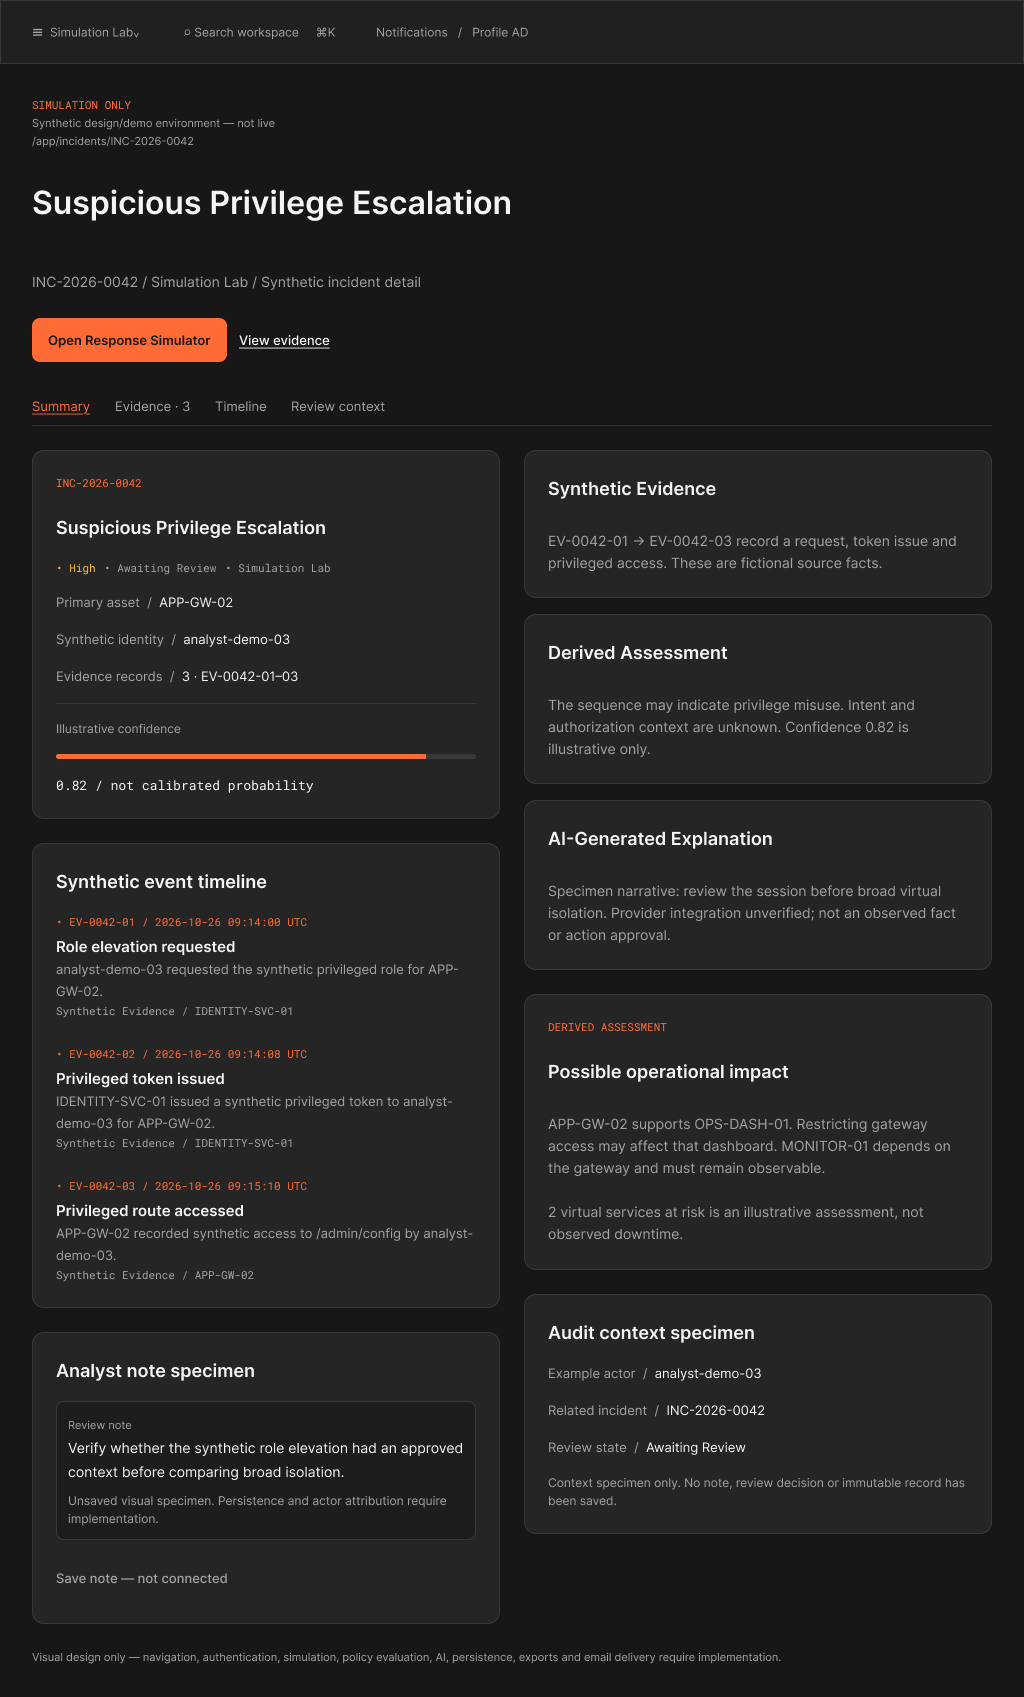 ≡ Simulation Lab˅ ⌕ Search workspace ⌘K Notifications / Profile AD
SIMULATION ONLY
Synthetic design/demo environment — not live
/app/incidents/INC-2026-0042
Suspicious Privilege Escalation
INC-2026-0042 / Simulation Lab / Synthetic incident detail
Open Response Simulator View evidence
Summary Evidence · 3 Timeline Review context
INC-2026-0042
Suspicious Privilege Escalation
• High • Awaiting Review • Simulation Lab
Primary asset / APP-GW-02
Synthetic identity / analyst-demo-03
Evidence records / 3 · EV-0042-01–03
Illustrative confidence
0.82 / not calibrated probability
Synthetic event timeline
• EV-0042-01 / 2026-10-26 09:14:00 UTC
Role elevation requested
analyst-demo-03 requested the synthetic privileged role for APP-
GW-02.
Synthetic Evidence / IDENTITY-SVC-01
• EV-0042-02 / 2026-10-26 09:14:08 UTC
Privileged token issued
IDENTITY-SVC-01 issued a synthetic privileged token to analyst-
demo-03 for APP-GW-02.
Synthetic Evidence / IDENTITY-SVC-01
• EV-0042-03 / 2026-10-26 09:15:10 UTC
Privileged route accessed
APP-GW-02 recorded synthetic access to /admin/config by analyst-
demo-03.
Synthetic Evidence / APP-GW-02
Analyst note specimen
Review note
Verify whether the synthetic role elevation had an approved
context before comparing broad isolation.
Unsaved visual specimen. Persistence and actor attribution require
implementation.
Save note — not connected
Synthetic Evidence
EV-0042-01 → EV-0042-03 record a request, token issue and
privileged access. These are fictional source facts.
Derived Assessment
The sequence may indicate privilege misuse. Intent and
authorization context are unknown. Confidence 0.82 is
illustrative only.
AI-Generated Explanation
Specimen narrative: review the session before broad virtual
isolation. Provider integration unverified; not an observed fact
or action approval.
DERIVED ASSESSMENT
Possible operational impact
APP-GW-02 supports OPS-DASH-01. Restricting gateway
access may affect that dashboard. MONITOR-01 depends on
the gateway and must remain observable.
2 virtual services at risk is an illustrative assessment, not
observed downtime.
Audit context specimen
Example actor / analyst-demo-03
Related incident / INC-2026-0042
Review state / Awaiting Review
Context specimen only. No note, review decision or immutable record has
been saved.
Visual design only — navigation, authentication, simulation, policy evaluation, AI, persistence, exports and email delivery require implementation.